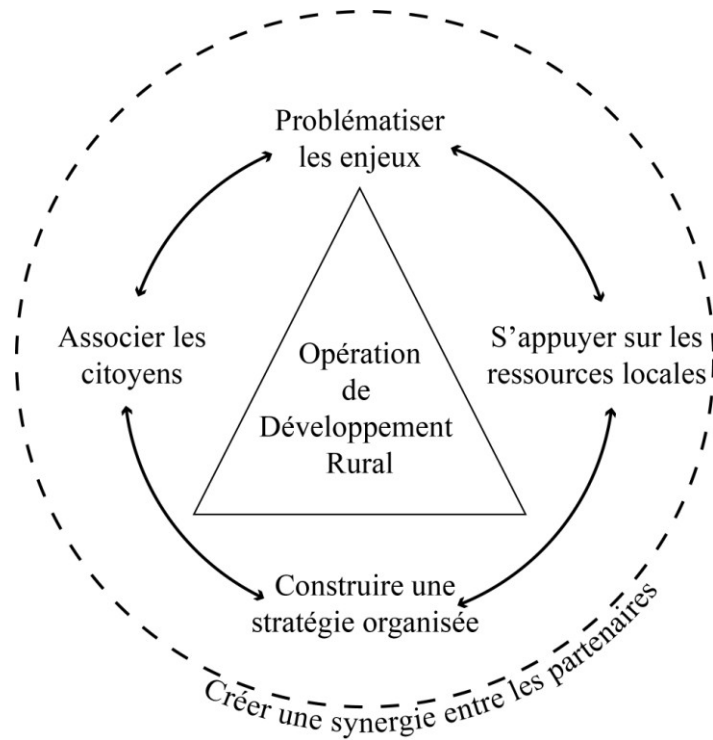 Problématiser
les enjeux
Associer les
citoyens
Opération
de
Développement
Rural
S’appuyer sur les
ressources locales
Construire une
stratégie organisée
Créer une synergie entre les partenaires